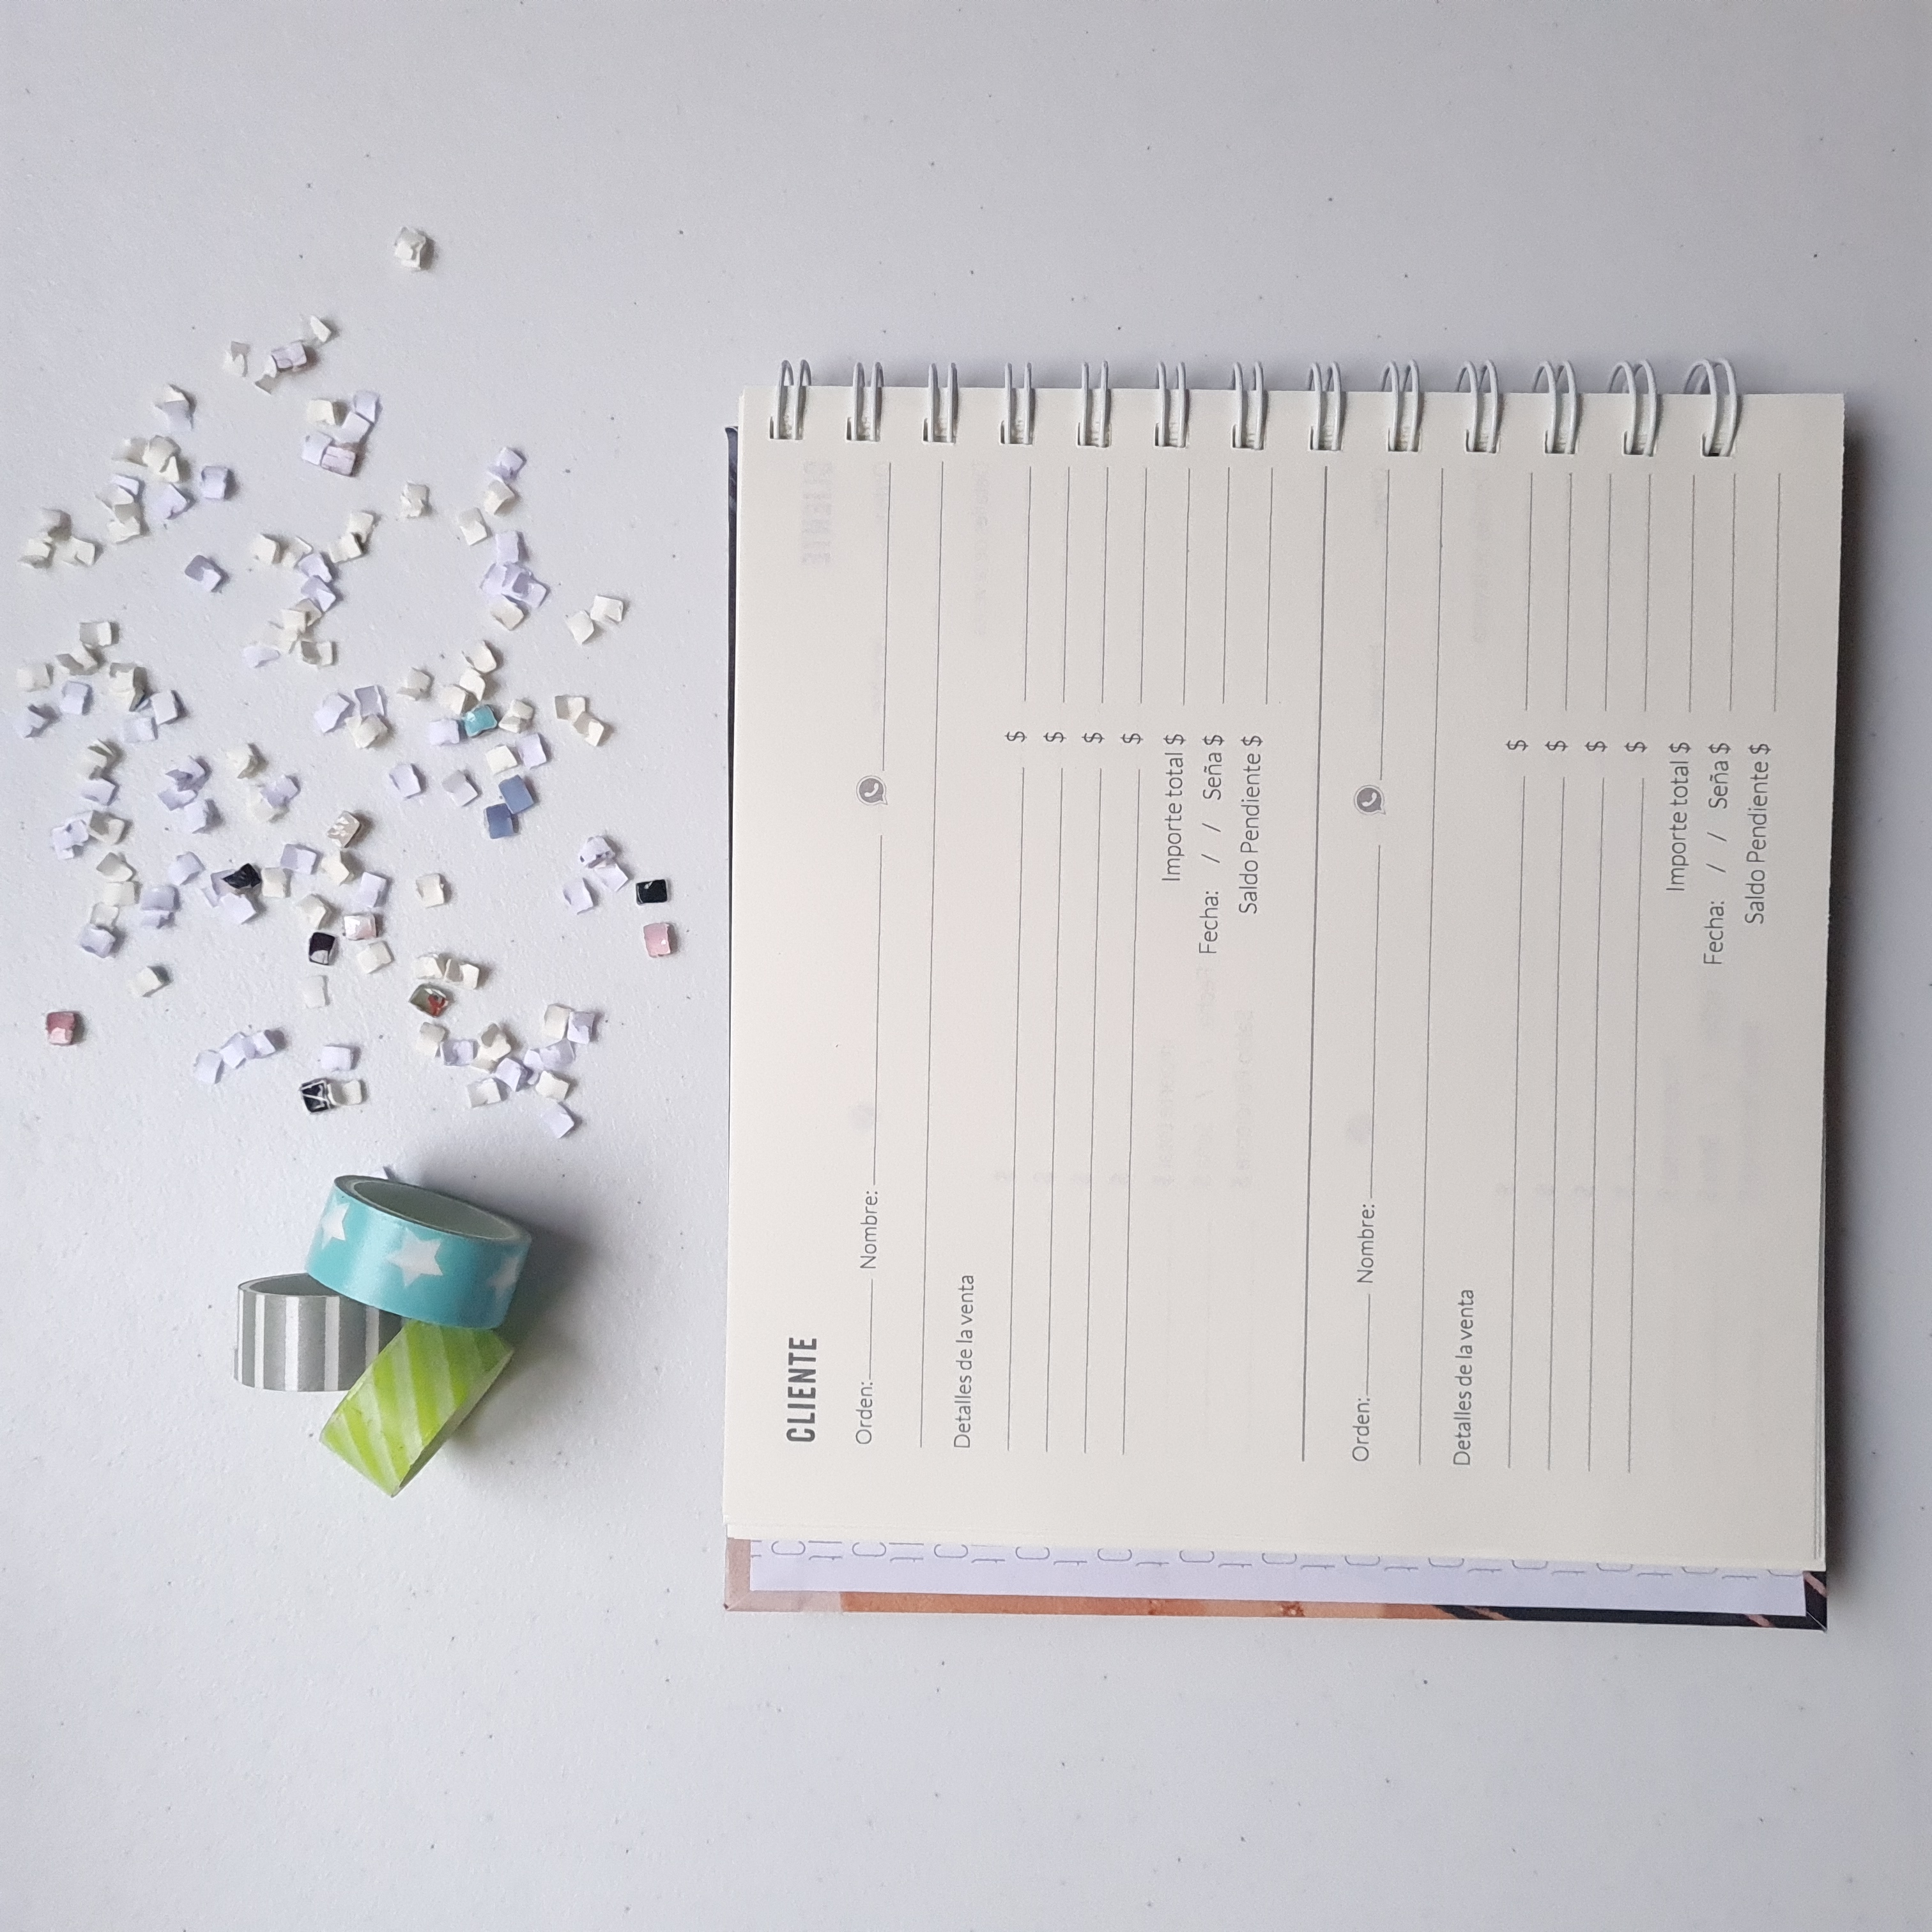 CLIENTE
Orden: Nombre:
Detalles de la venta
$
$
$
$
Importe total $
Fecha: / / Seña $
Saldo Pendiente $
Orden: Nombre:
Detalles de la venta
$
$
$
$
Importe total $
Fecha: / / Seña $
Saldo Pendiente $